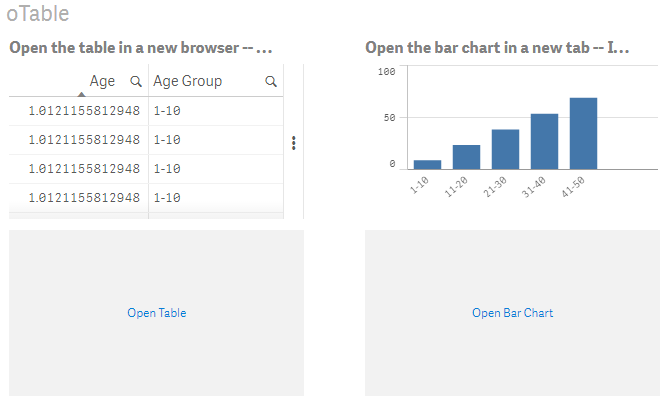 oTable
Open the table in a new browser -- ...
Age Age Group
1.0121155812948 1-10
1.0121155812948 1-10
1.0121155812948 1-10
1.0121155812948 1-10
Open the bar chart in a new tab -- I...
100
50
0
1-10 11-20 21-30 31-40 41-50
Open Table
Open Bar Chart